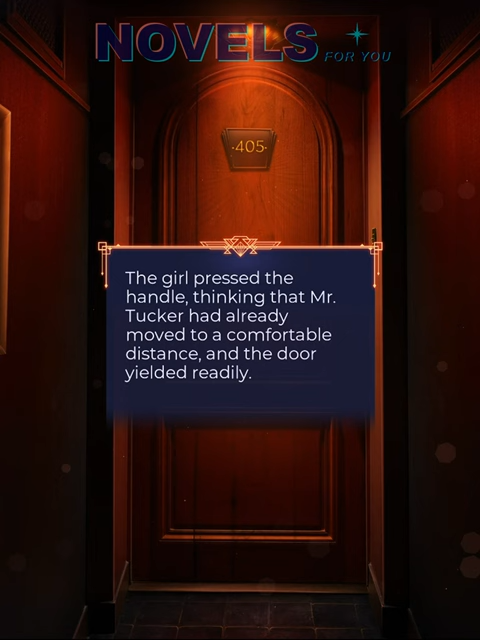 NOVELS
FOR YOU
·405·
The girl pressed the
handle, thinking that Mr.
Tucker had already
moved to a comfortable
distance, and the door
yielded readily.